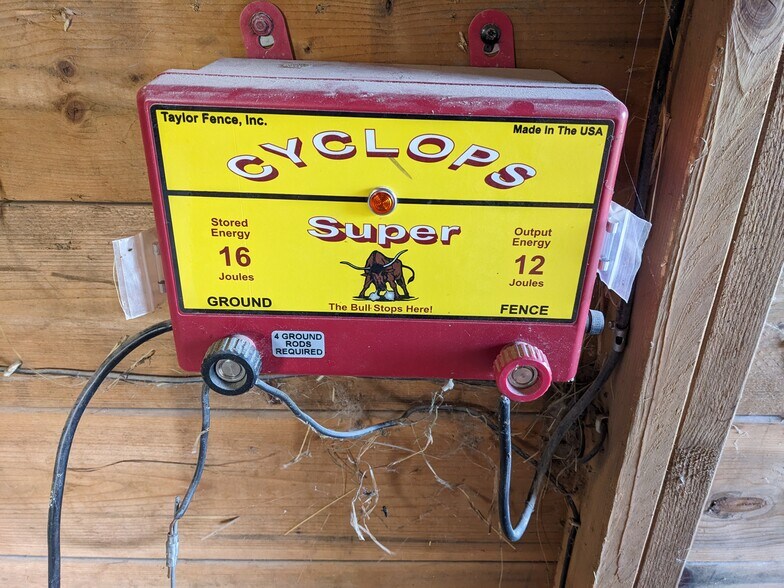 Taylor Fence, Inc.
Made In The USA
CYCLOPS
Super
Stored
Energy
16
Joules
Output
Energy
12
Joules
GROUND
The Bull Stops Here!
FENCE
4 GROUND
RODS
REQUIRED